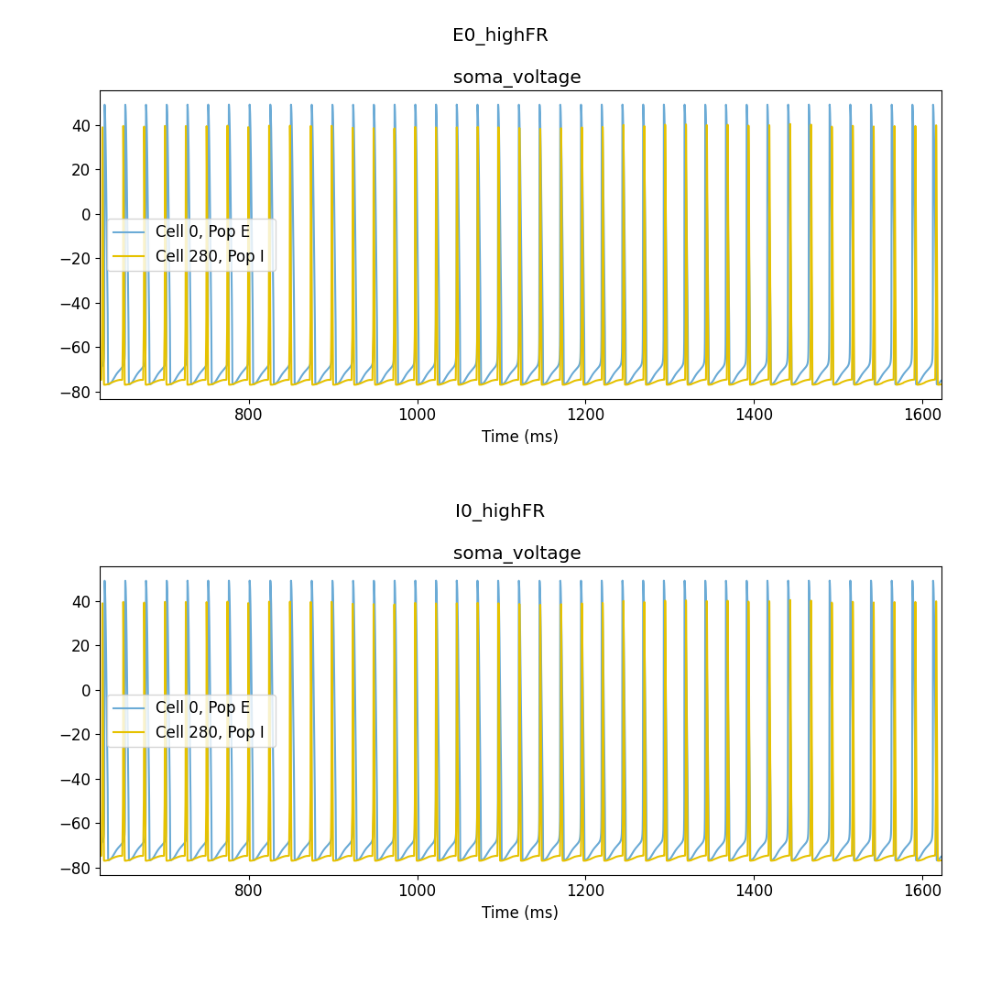 E0_highFR
soma_voltage
40
20
0
−20
−40
−60
−80
Cell 0, Pop E
Cell 280, Pop I
800 1000 1200 1400 1600
Time (ms)
I0_highFR
soma_voltage
40
20
0
−20
−40
−60
−80
Cell 0, Pop E
Cell 280, Pop I
800 1000 1200 1400 1600
Time (ms)